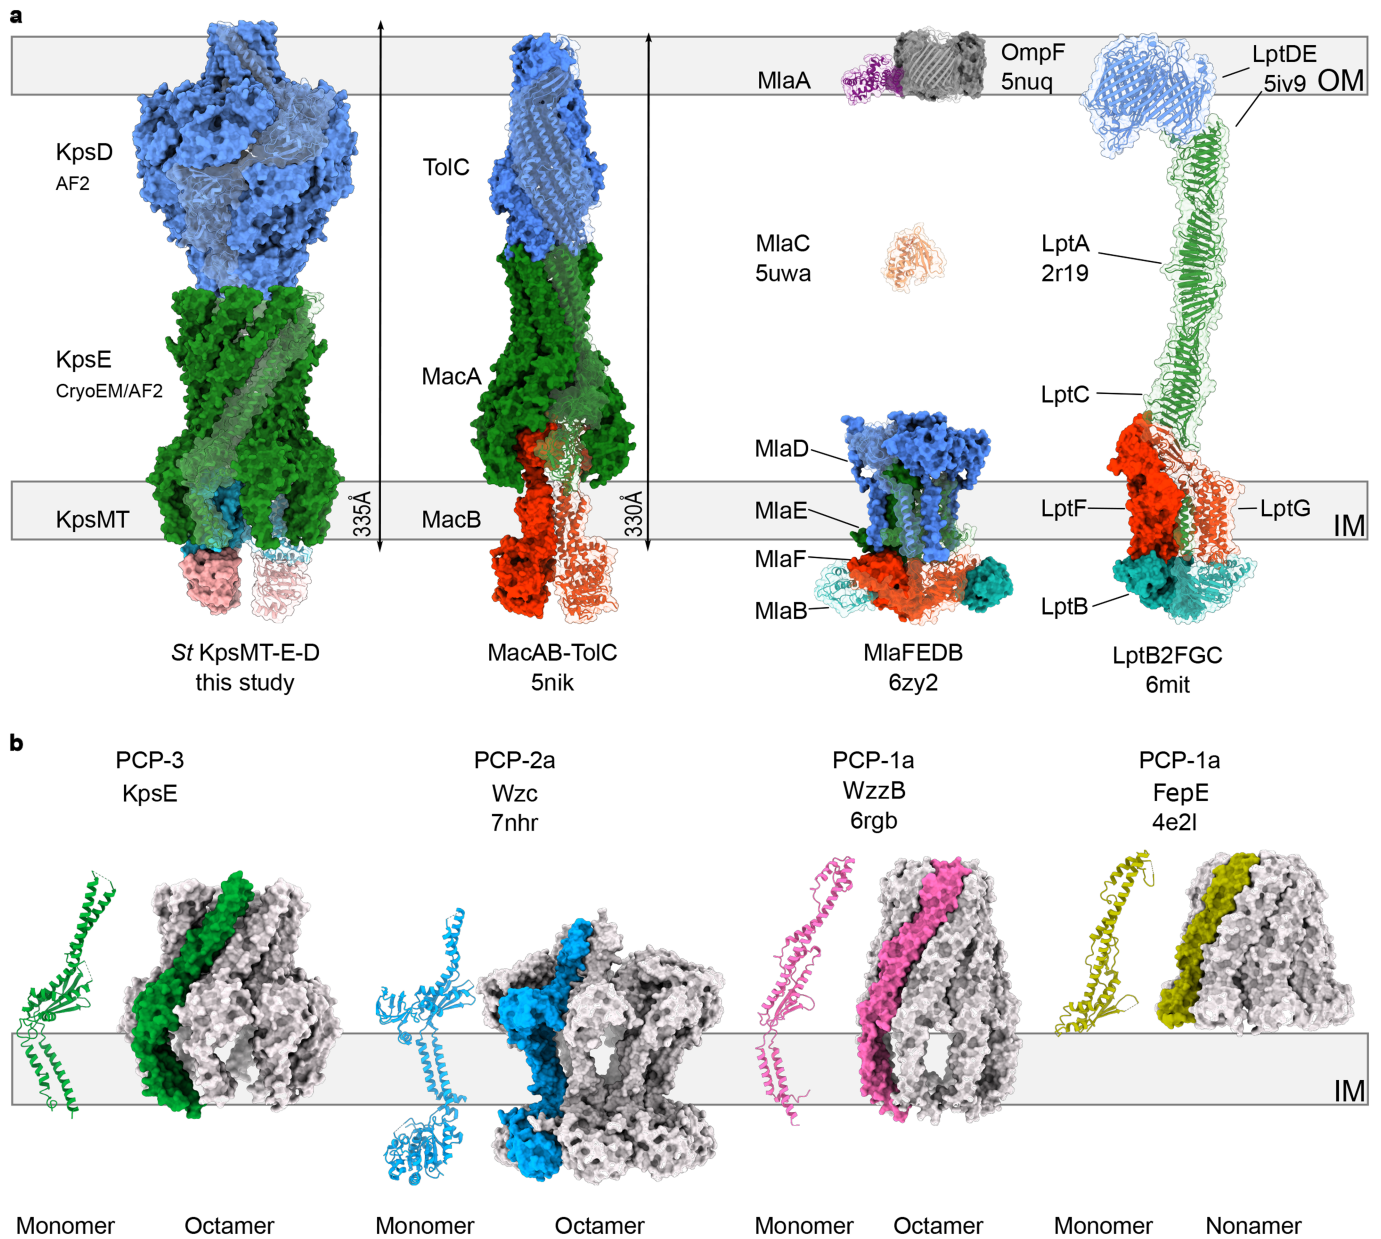 a
KpsD
AF2
KpsE
CryoEM/AF2
KpsMT
335Å
St KpsMT-E-D
this study
TolC
MacA
MacB
330Å
MacAB-TolC
5nik
MlaA
OmpF
5nuq
MlaC
5uwa
MlaD
MlaE
MlaF
MlaB
MlaFEDB
6zy2
LptDE
5iv9
OM
LptA
2r19
LptC
LptF
LptG
IM
LptB
LptB2FGC
6mit
b
PCP-3
KpsE
PCP-2a
Wzc
7nhr
PCP-1a
WzzB
6rgb
PCP-1a
FepE
4e2l
IM
Monomer
Octamer
Monomer
Octamer
Monomer
Octamer
Monomer
Nonamer